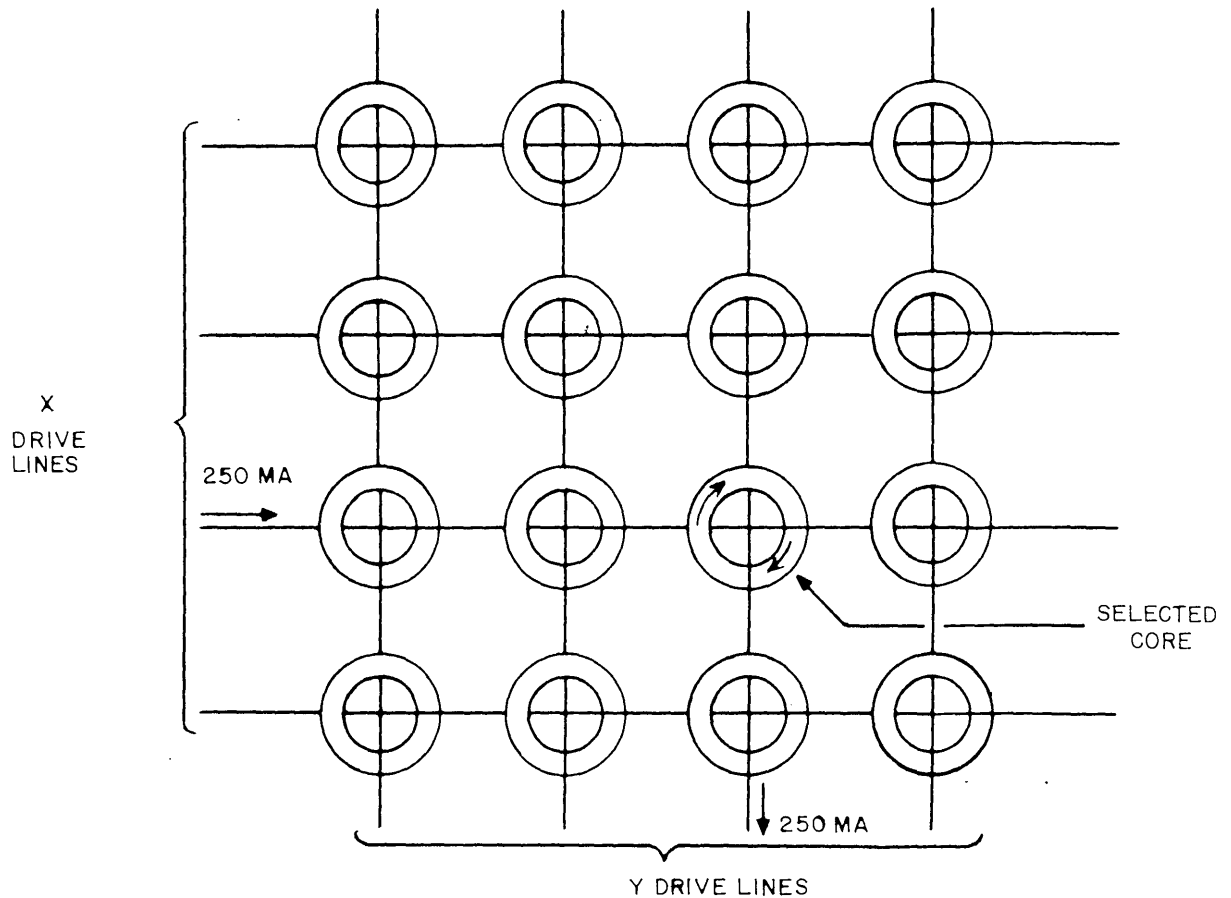 X
DRIVE
LINES
250 MA
SELECTED
CORE
250 MA
Y DRIVE LINES